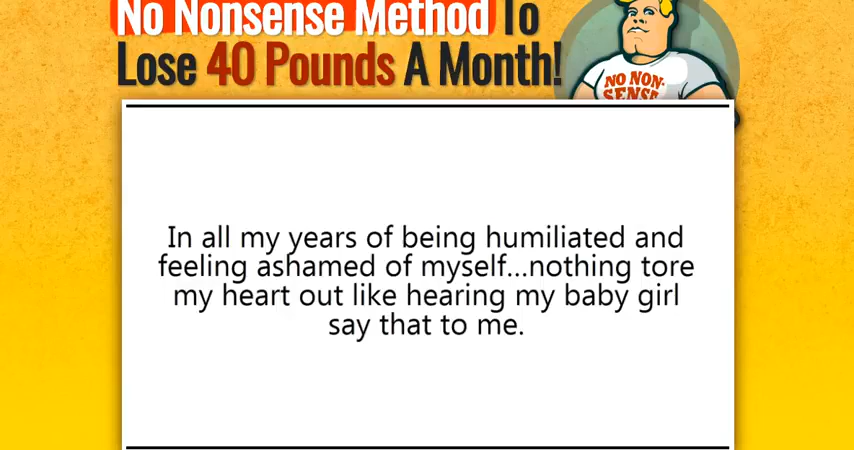 No Nonsense Method To
Lose 40 Pounds A Month!
NO NON-
SENSE
In all my years of being humiliated and
feeling ashamed of myself...nothing tore
my heart out like hearing my baby girl
say that to me.